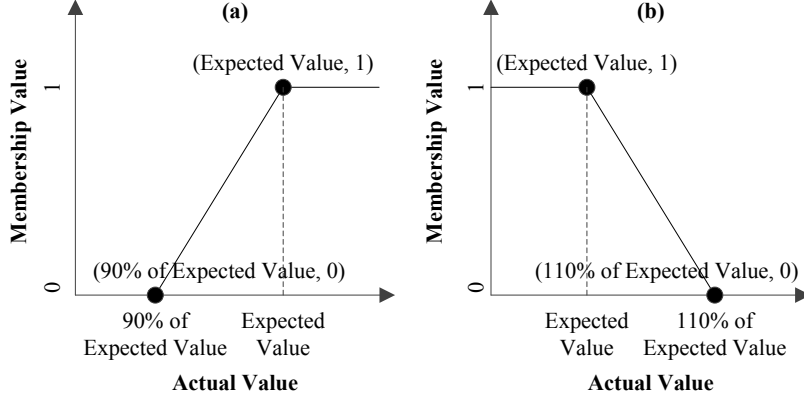 (a)
(Expected Value, 1)
1
Membership Value
(90% of Expected Value, 0)
0
90% of
Expected Value
Expected
Value
Actual Value
(b)
(Expected Value, 1)
1
Membership Value
(110% of Expected Value, 0)
0
Expected
Value
110% of
Expected Value
Actual Value